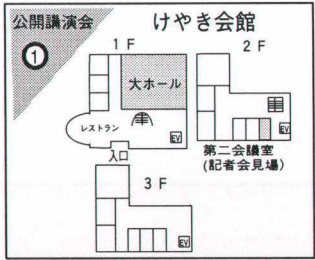 公開講演会
けやき会館
①
1F
2F
大ホール
レストラン
EV
EV
入口
第二会議室
(記者会見場)
3F
EV